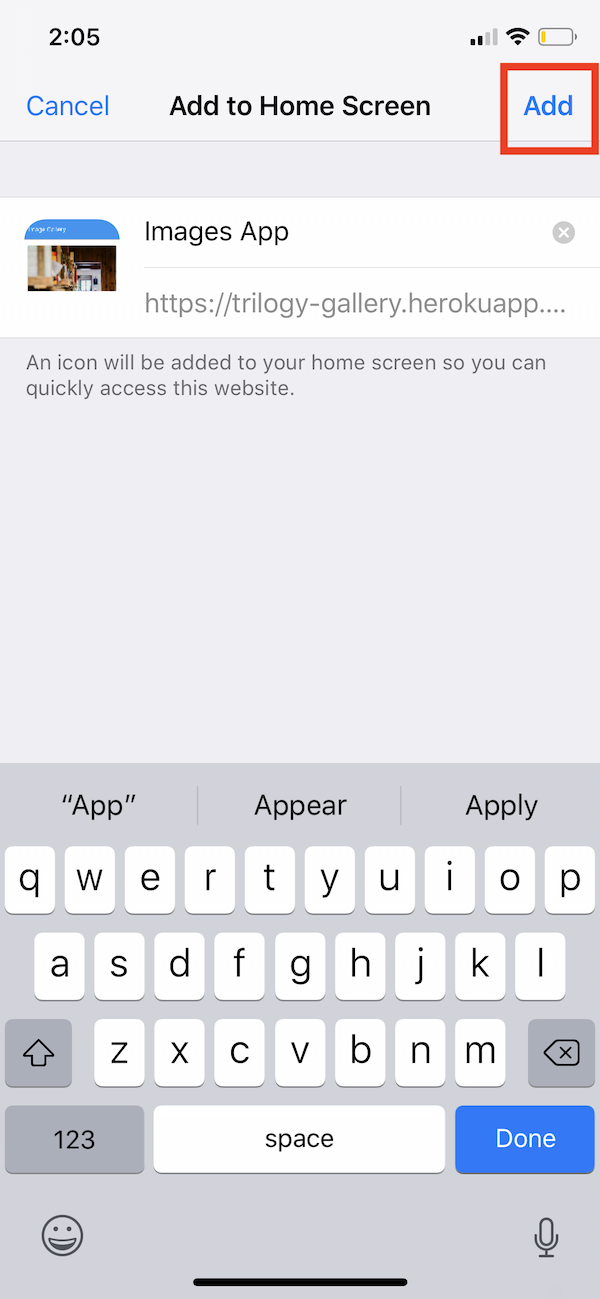 2:05
Cancel Add to Home Screen Add
Image Gallery
Images App
https://trilogy-gallery.herokuapp....
An icon will be added to your home screen so you can
quickly access this website.
“App” Appear Apply
q w e r t y u i o p
a s d f g h j k l
z x c v b n m
123 space Done